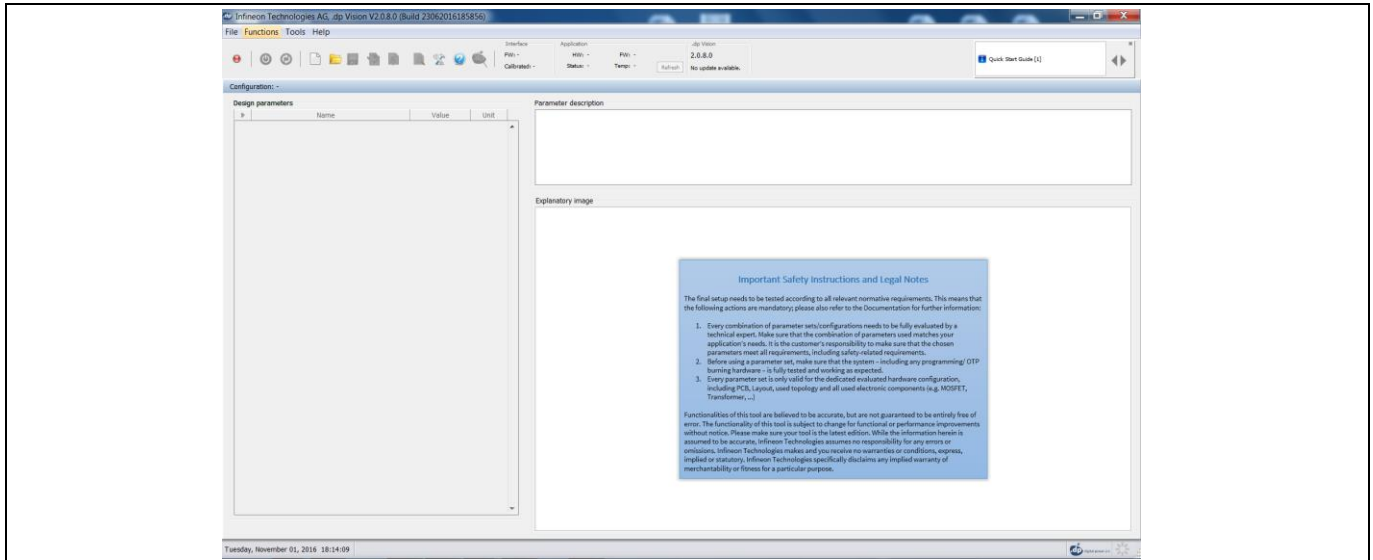 Infineon Technologies AG, .dp Vision V2.0.8.0 (Build 23062016185856)
File Functions Tools Help
Interface Application .dp Vision
FW: - HW: - FW: - 2.0.8.0
Calibrated: - Status: - Temp: - Refresh No update available.
Quick Start Guide [1]
Configuration: -
Design parameters
Name Value Unit
Parameter description
Explanatory image
Important Safety Instructions and Legal Notes
The final setup needs to be tested according to all relevant normative requirements. This means that
the following actions are mandatory; please also refer to the Documentation for further information:
1. Every combination of parameter sets/configurations needs to be fully evaluated by a
technical expert. Make sure that the combination of parameters used matches your
application's needs. It is the customer's responsibility to make sure that the chosen
parameters meet all requirements, including safety-related requirements.
2. Before using a parameter set, make sure that the system – including any programming/ OTP
burning hardware – is fully tested and working as expected.
3. Every parameter set is only valid for the dedicated evaluated hardware configuration,
including PCB, Layout, used topology and all used electronic components (e.g. MOSFET,
Transformer, ...)
Functionalities of this tool are believed to be accurate, but are not guaranteed to be entirely free of
error. The functionality of this tool is subject to change for functional or performance improvements
without notice. Please make sure your tool is the latest edition. While the information herein is
assumed to be accurate, Infineon Technologies assumes no responsibility for any errors or
omissions. Infineon Technologies makes and you receive no warranties or conditions, express,
implied or statutory. Infineon Technologies specifically disclaims any implied warranty of
merchantability or fitness for a particular purpose.
Tuesday, November 01, 2016 18:14:09